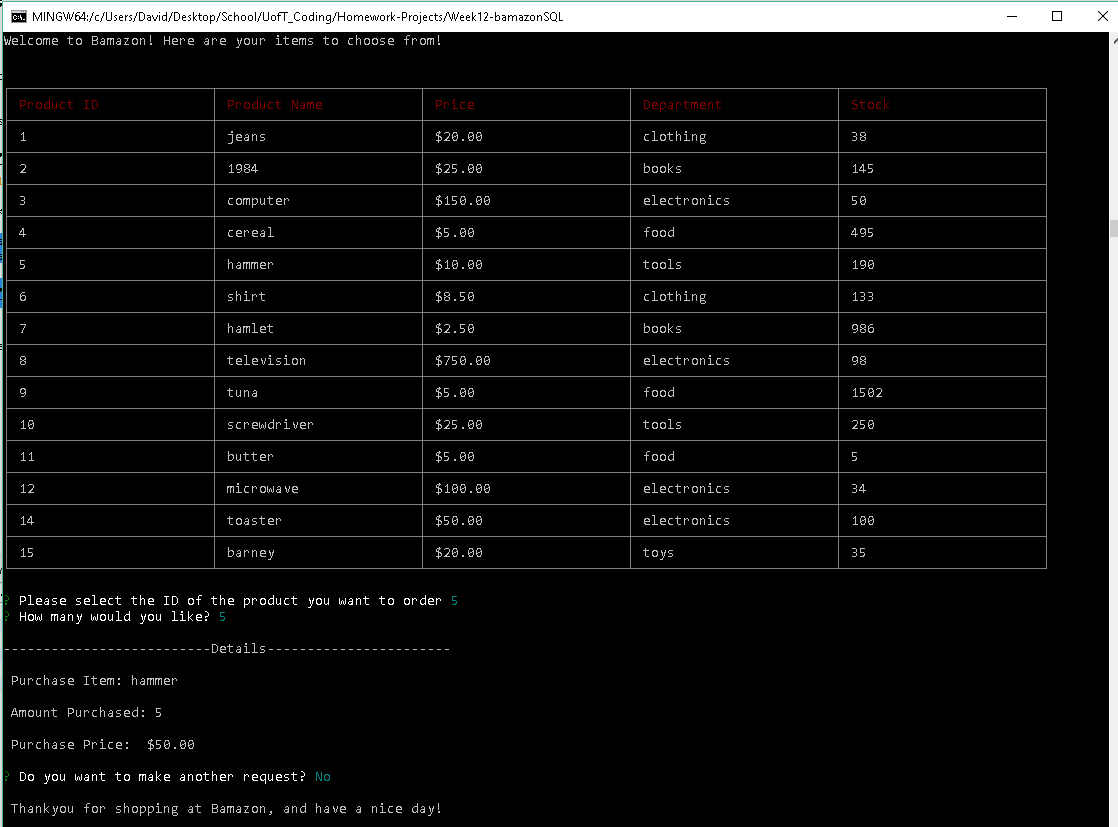 MINGW64:/c/Users/David/Desktop/School/UofT_Coding/Homework-Projects/Week12-bamazonSQL
Welcome to Bamazon! Here are your items to choose from!
Product ID Product Name Price Department Stock
1 jeans $20.00 clothing 38
2 1984 $25.00 books 145
3 computer $150.00 electronics 50
4 cereal $5.00 food 495
5 hammer $10.00 tools 190
6 shirt $8.50 clothing 133
7 hamlet $2.50 books 986
8 television $750.00 electronics 98
9 tuna $5.00 food 1502
10 screwdriver $25.00 tools 250
11 butter $5.00 food 5
12 microwave $100.00 electronics 34
14 toaster $50.00 electronics 100
15 barney $20.00 toys 35
? Please select the ID of the product you want to order 5
? How many would you like? 5
--------------------------Details-----------------------
Purchase Item: hammer
Amount Purchased: 5
Purchase Price:  $50.00
? Do you want to make another request? No
Thankyou for shopping at Bamazon, and have a nice day!